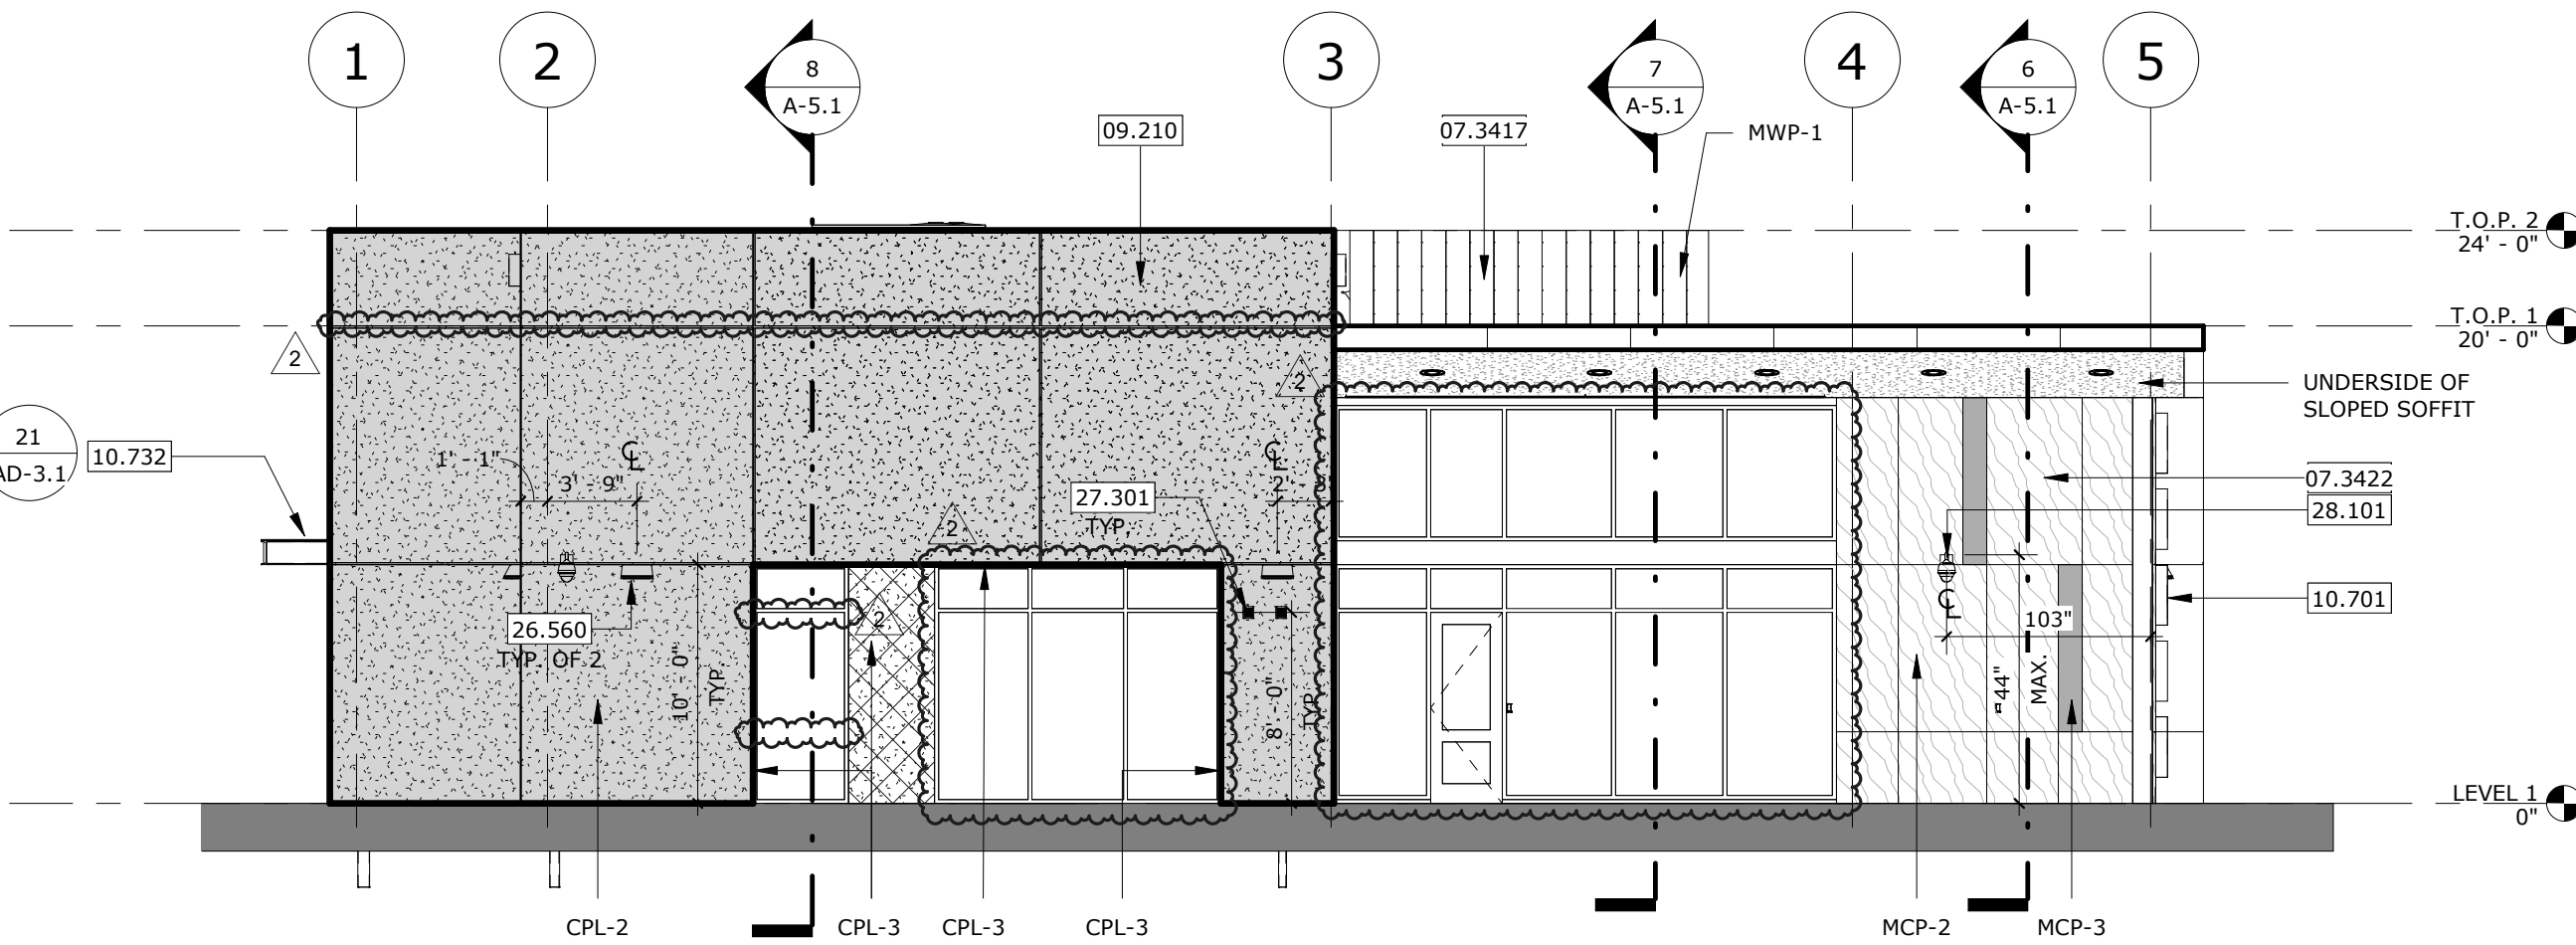 1
2
8
A-5.1
3
7
A-5.1
4
6
A-5.1
5
09.210
07.3417
MWP-1
T.O.P. 2
24' - 0"
T.O.P. 1
20' - 0"
2
2
UNDERSIDE OF
SLOPED SOFFIT
21
AD-3.1
10.732
1' - 1"
3' - 9"
27.301
TYP.
2
07.3422
28.101
10.701
26.560
TYP. OF 2
10' - 0"
TYP
2
8' - 0"
TYP
103"
44"
MAX.
LEVEL 1
0"
CPL-2
CPL-3
CPL-3
CPL-3
MCP-2
MCP-3